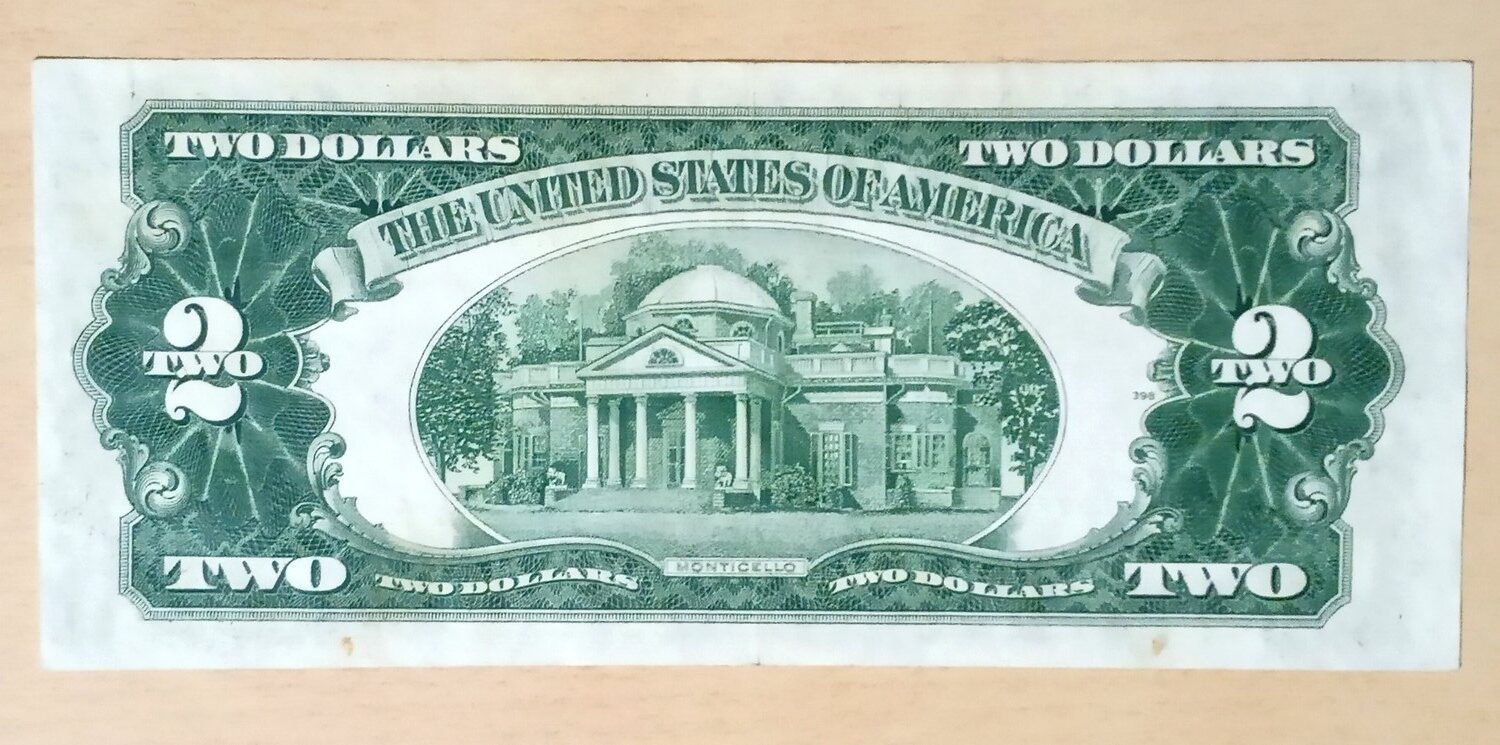 TWO DOLLARS
TWO DOLLARS
THE UNITED STATES OF AMERICA
2
TWO
2
TWO
398
MONTICELLO
TWO
TWO DOLLARS
TWO DOLLARS
TWO